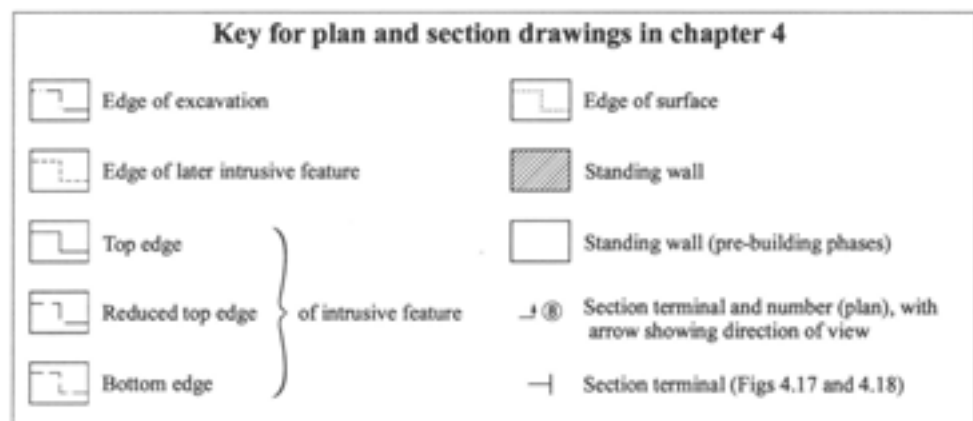 Key for plan and section drawings in chapter 4
Edge of excavation
Edge of later intrusive feature
Top edge
Reduced top edge
Bottom edge
of intrusive feature
Edge of surface
Standing wall
Standing wall (pre-building phases)
8 Section terminal and number (plan), with
arrow showing direction of view
Section terminal (Figs 4.17 and 4.18)